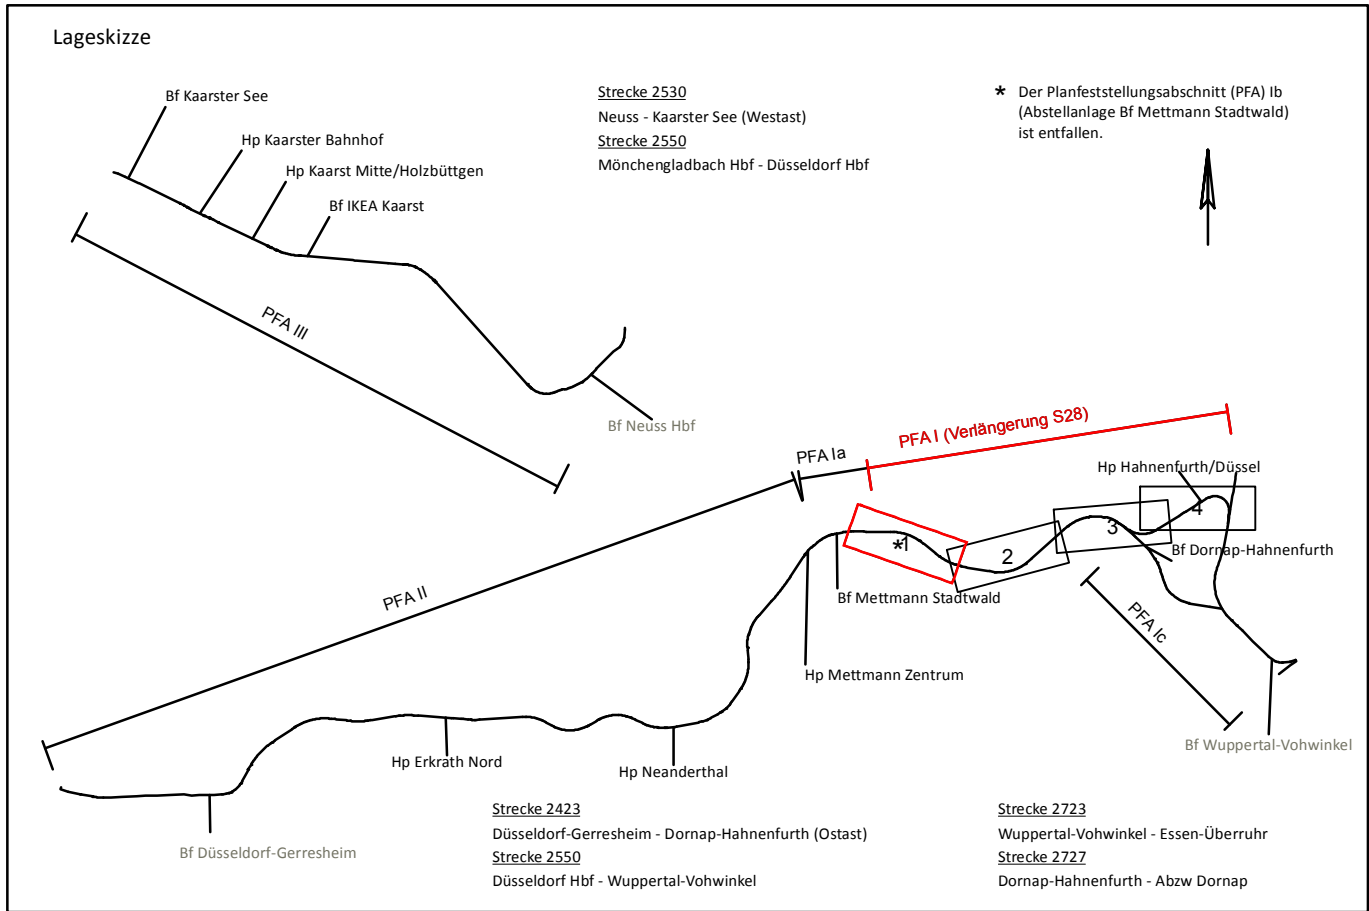 Lageskizze
Bf Kaarster See
Hp Kaarster Bahnhof
Hp Kaarst Mitte/Holzbüttgen
Bf IKEA Kaarst
Strecke 2530
Neuss - Kaarster See (Westast)
Strecke 2550
Mönchengladbach Hbf - Düsseldorf Hbf
* Der Planfeststellungsabschnitt (PFA) Ib
(Abstellanlage Bf Mettmann Stadtwald)
ist entfallen.
PFA III
Bf Neuss Hbf
PFA I (Verlängerung S28)
PFA Ia
Hp Hahnenfurth/Düssel
*1
2
3
4
Bf Dornap-Hahnenfurth
PFA II
Bf Mettmann Stadtwald
PFA Ic
Hp Mettmann Zentrum
Bf Wuppertal-Vohwinkel
Hp Erkrath Nord
Hp Neanderthal
Bf Düsseldorf-Gerresheim
Strecke 2423
Düsseldorf-Gerresheim - Dornap-Hahnenfurth (Ostast)
Strecke 2550
Düsseldorf Hbf - Wuppertal-Vohwinkel
Strecke 2723
Wuppertal-Vohwinkel - Essen-Überruhr
Strecke 2727
Dornap-Hahnenfurth - Abzw Dornap